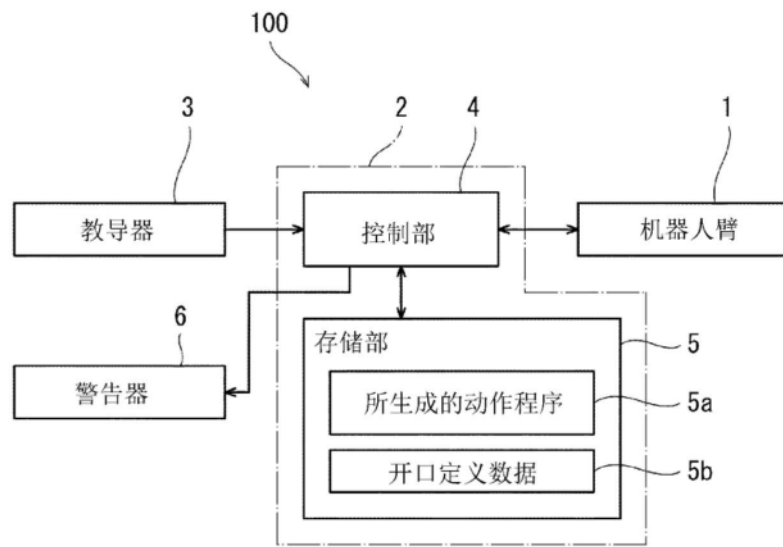 100
3
2
4
1
教导器
控制部
机器人臂
6
警告器
存储部
5
所生成的动作程序
5a
开口定义数据
5b